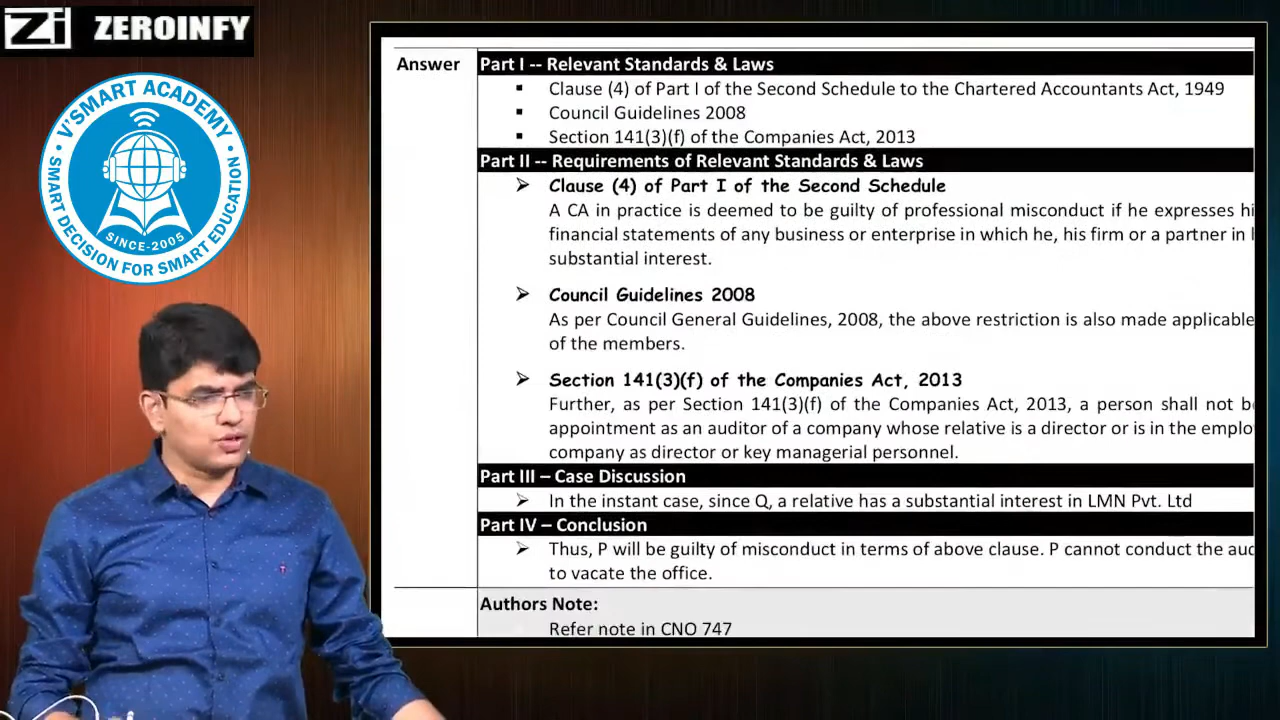 Zi ZEROINFY
V'SMART ACADEMY
SMART DECISION FOR SMART EDUCATION
SINCE-2005
Answer
Part I -- Relevant Standards & Laws
▪ Clause (4) of Part I of the Second Schedule to the Chartered Accountants Act, 1949
▪ Council Guidelines 2008
▪ Section 141(3)(f) of the Companies Act, 2013
Part II -- Requirements of Relevant Standards & Laws
➢ Clause (4) of Part I of the Second Schedule
A CA in practice is deemed to be guilty of professional misconduct if he expresses
financial statements of any business or enterprise in which he, his firm or a partner in
substantial interest.
➢ Council Guidelines 2008
As per Council General Guidelines, 2008, the above restriction is also made applicable
of the members.
➢ Section 141(3)(f) of the Companies Act, 2013
Further, as per Section 141(3)(f) of the Companies Act, 2013, a person shall not
appointment as an auditor of a company whose relative is a director or is in the
company as director or key managerial personnel.
Part III – Case Discussion
➢ In the instant case, since Q, a relative has a substantial interest in LMN Pvt. Ltd
Part IV – Conclusion
➢ Thus, P will be guilty of misconduct in terms of above clause. P cannot conduct the
to vacate the office.
Authors Note:
Refer note in CNO 747